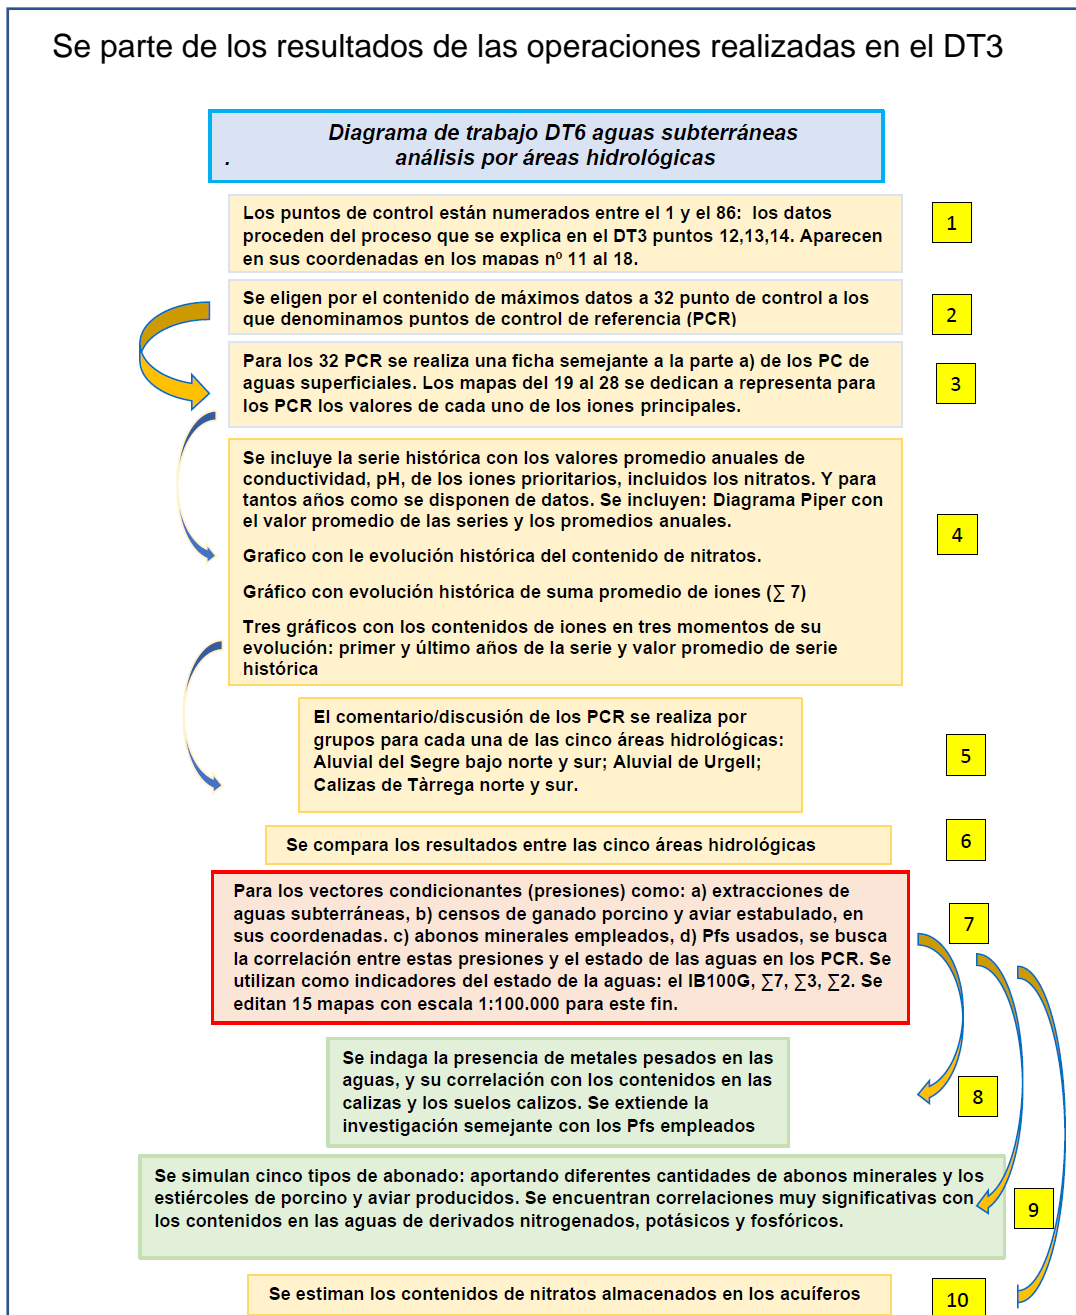 Se parte de los resultados de las operaciones realizadas en el DT3
Diagrama de trabajo DT6 aguas subterráneas
. análisis por áreas hidrológicas
Los puntos de control están numerados entre el 1 y el 86: los datos
proceden del proceso que se explica en el DT3 puntos 12,13,14. Aparecen
en sus coordenadas en los mapas nº 11 al 18.
1
Se eligen por el contenido de máximos datos a 32 punto de control a los
que denominamos puntos de control de referencia (PCR)
2
Para los 32 PCR se realiza una ficha semejante a la parte a) de los PC de
aguas superficiales. Los mapas del 19 al 28 se dedican a representa para
los PCR los valores de cada uno de los iones principales.
3
Se incluye la serie histórica con los valores promedio anuales de
conductividad, pH, de los iones prioritarios, incluidos los nitratos. Y para
tantos años como se disponen de datos. Se incluyen: Diagrama Piper con
el valor promedio de las series y los promedios anuales.
Grafico con le evolución histórica del contenido de nitratos.
Gráfico con evolución histórica de suma promedio de iones (∑ 7)
Tres gráficos con los contenidos de iones en tres momentos de su
evolución: primer y último años de la serie y valor promedio de serie
histórica
4
El comentario/discusión de los PCR se realiza por
grupos para cada una de las cinco áreas hidrológicas:
Aluvial del Segre bajo norte y sur; Aluvial de Urgell;
Calizas de Tàrrega norte y sur.
5
Se compara los resultados entre las cinco áreas hidrológicas
6
Para los vectores condicionantes (presiones) como: a) extracciones de
aguas subterráneas, b) censos de ganado porcino y aviar estabulado, en
sus coordenadas. c) abonos minerales empleados, d) Pfs usados, se busca
la correlación entre estas presiones y el estado de las aguas en los PCR. Se
utilizan como indicadores del estado de la aguas: el IB100G, ∑7, ∑3, ∑2. Se
editan 15 mapas con escala 1:100.000 para este fin.
7
Se indaga la presencia de metales pesados en las
aguas, y su correlación con los contenidos en las
calizas y los suelos calizos. Se extiende la
investigación semejante con los Pfs empleados
8
Se simulan cinco tipos de abonado: aportando diferentes cantidades de abonos minerales y los
estiércoles de porcino y aviar producidos. Se encuentran correlaciones muy significativas con
los contenidos en las aguas de derivados nitrogenados, potásicos y fosfóricos.
9
Se estiman los contenidos de nitratos almacenados en los acuíferos
10